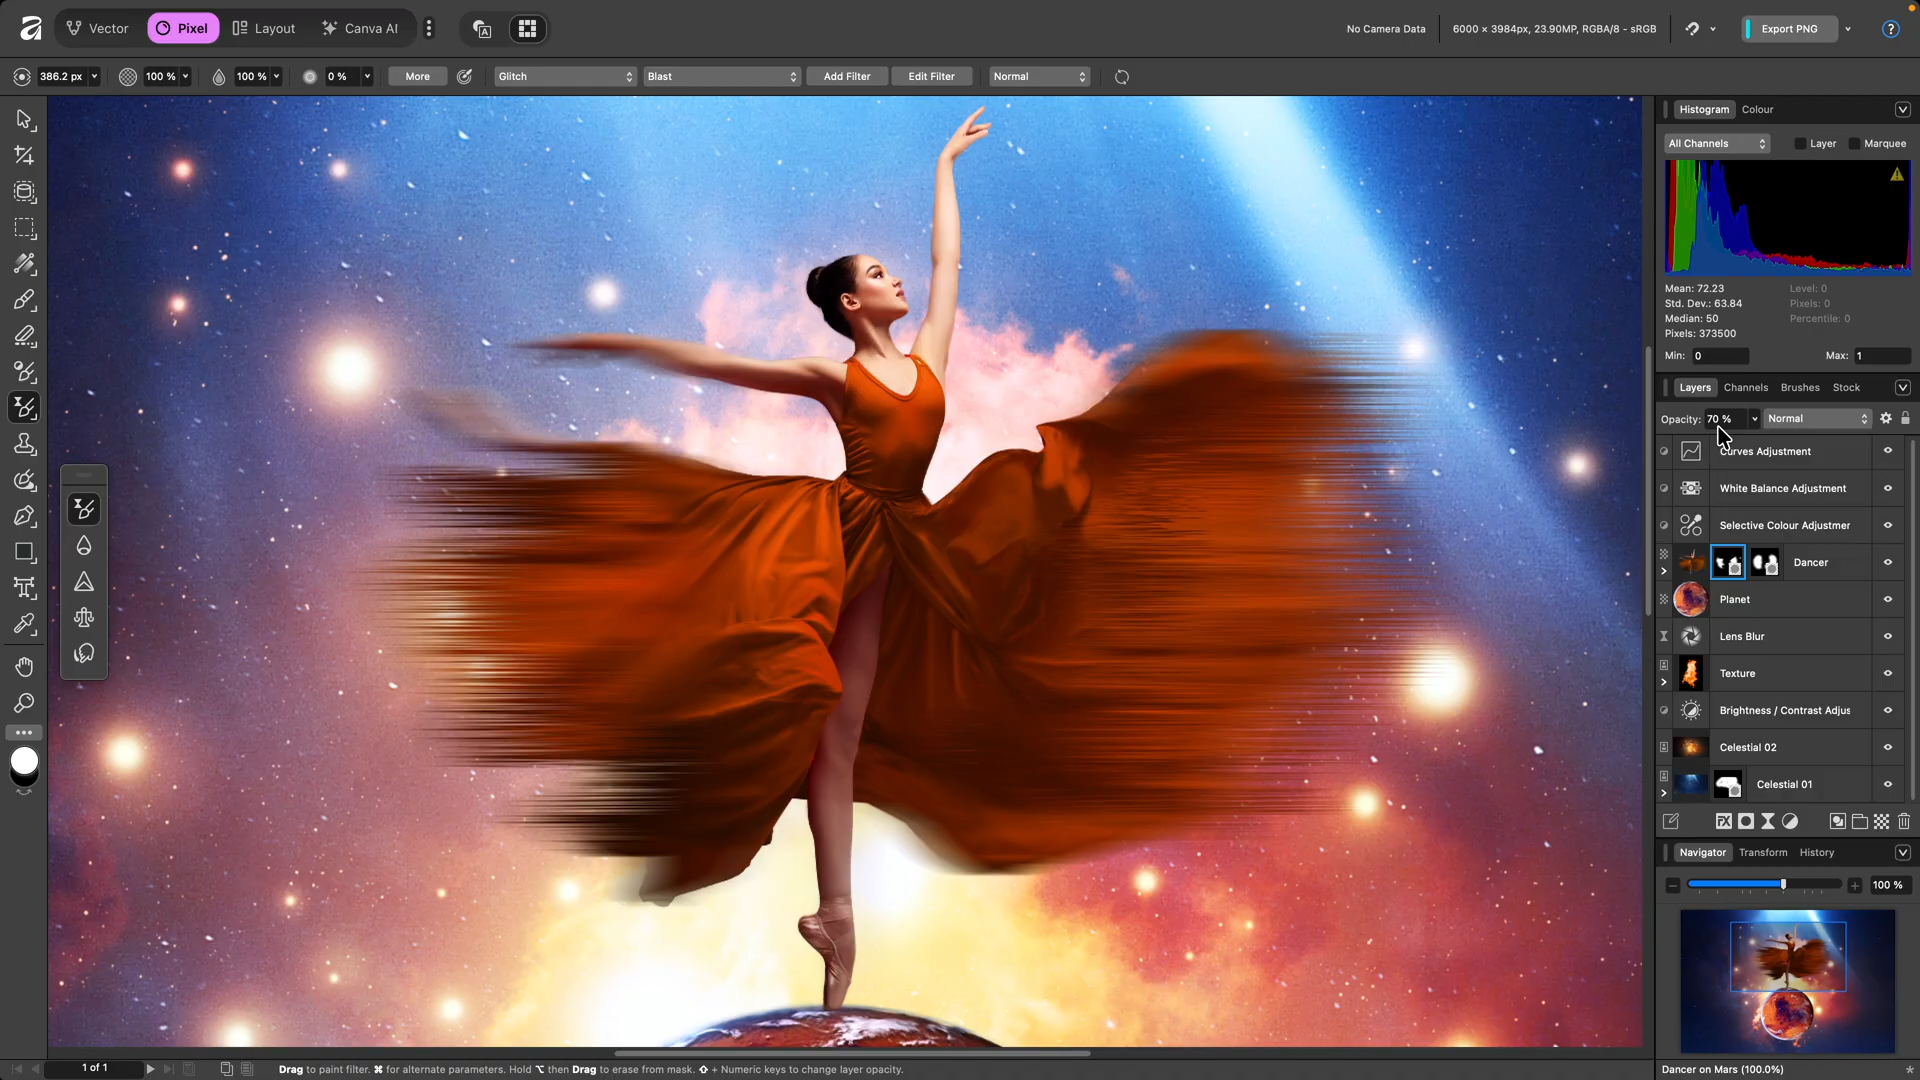 Vector
Pixel
Layout
Canva AI
No Camera Data
6000 × 3984px, 23.90MP, RGBA/8 - sRGB
Export PNG
?
386.2 px
100 %
100 %
0 %
More
Glitch
Blast
Add Filter
Edit Filter
Normal
Histogram
Colour
All Channels
Layer
Marquee
Mean: 72.23
Std. Dev.: 63.84
Median: 50
Pixels: 373500
Level: 0
Pixels: 0
Percentile: 0
Min: 0
Max: 1
Layers
Channels
Brushes
Stock
Opacity: 70 %
Normal
Curves Adjustment
White Balance Adjustment
Selective Colour Adjustmer
Dancer
Planet
Lens Blur
Texture
Brightness / Contrast Adjus
Celestial 02
Celestial 01
FX
Navigator
Transform
History
100 %
1 of 1
Drag to paint filter. ⌘ for alternate parameters. Hold ⌥ then Drag to erase from mask. ⇧ + Numeric keys to change layer opacity.
Dancer on Mars (100.0%)